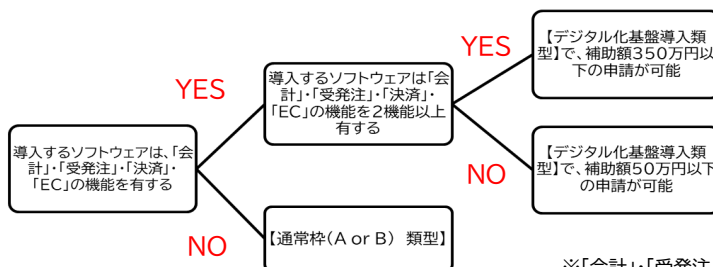 導入するソフトウェアは、「会
計」・「受発注」・「決済」・
「EC」の機能を有する
YES
導入するソフトウェアは「会
計」・「受発注」・「決済」・
「EC」の機能を2機能以上
有する
YES
【デジタル化基盤導入類
型】で、補助額350万円以
下の申請が可能
NO
【デジタル化基盤導入類
型】で、補助額50万円以下
の申請が可能
NO
【通常枠(A or B) 類型】
※「会計」・「受発注